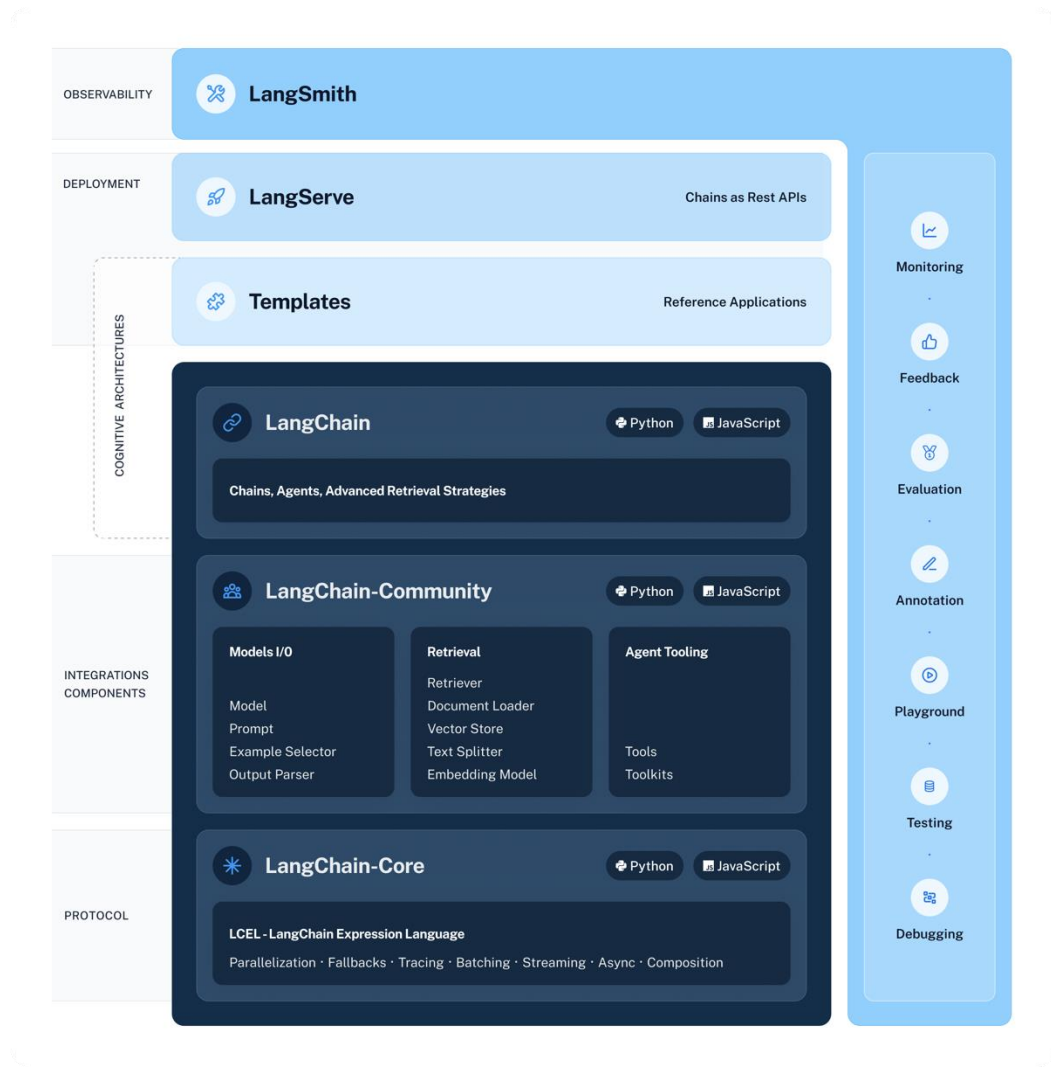 OBSERVABILITY
LangSmith
DEPLOYMENT
LangServe
Chains as Rest APIs
Templates
Reference Applications
COGNITIVE ARCHITECTURES
LangChain
Python
JavaScript
Chains, Agents, Advanced Retrieval Strategies
INTEGRATIONS
COMPONENTS
LangChain-Community
Python
JavaScript
Models I/0
Model
Prompt
Example Selector
Output Parser
Retrieval
Retriever
Document Loader
Vector Store
Text Splitter
Embedding Model
Agent Tooling
Tools
Toolkits
PROTOCOL
LangChain-Core
Python
JavaScript
LCEL - LangChain Expression Language
Parallelization · Fallbacks · Tracing · Batching · Streaming · Async · Composition
Monitoring
Feedback
Evaluation
Annotation
Playground
Testing
Debugging